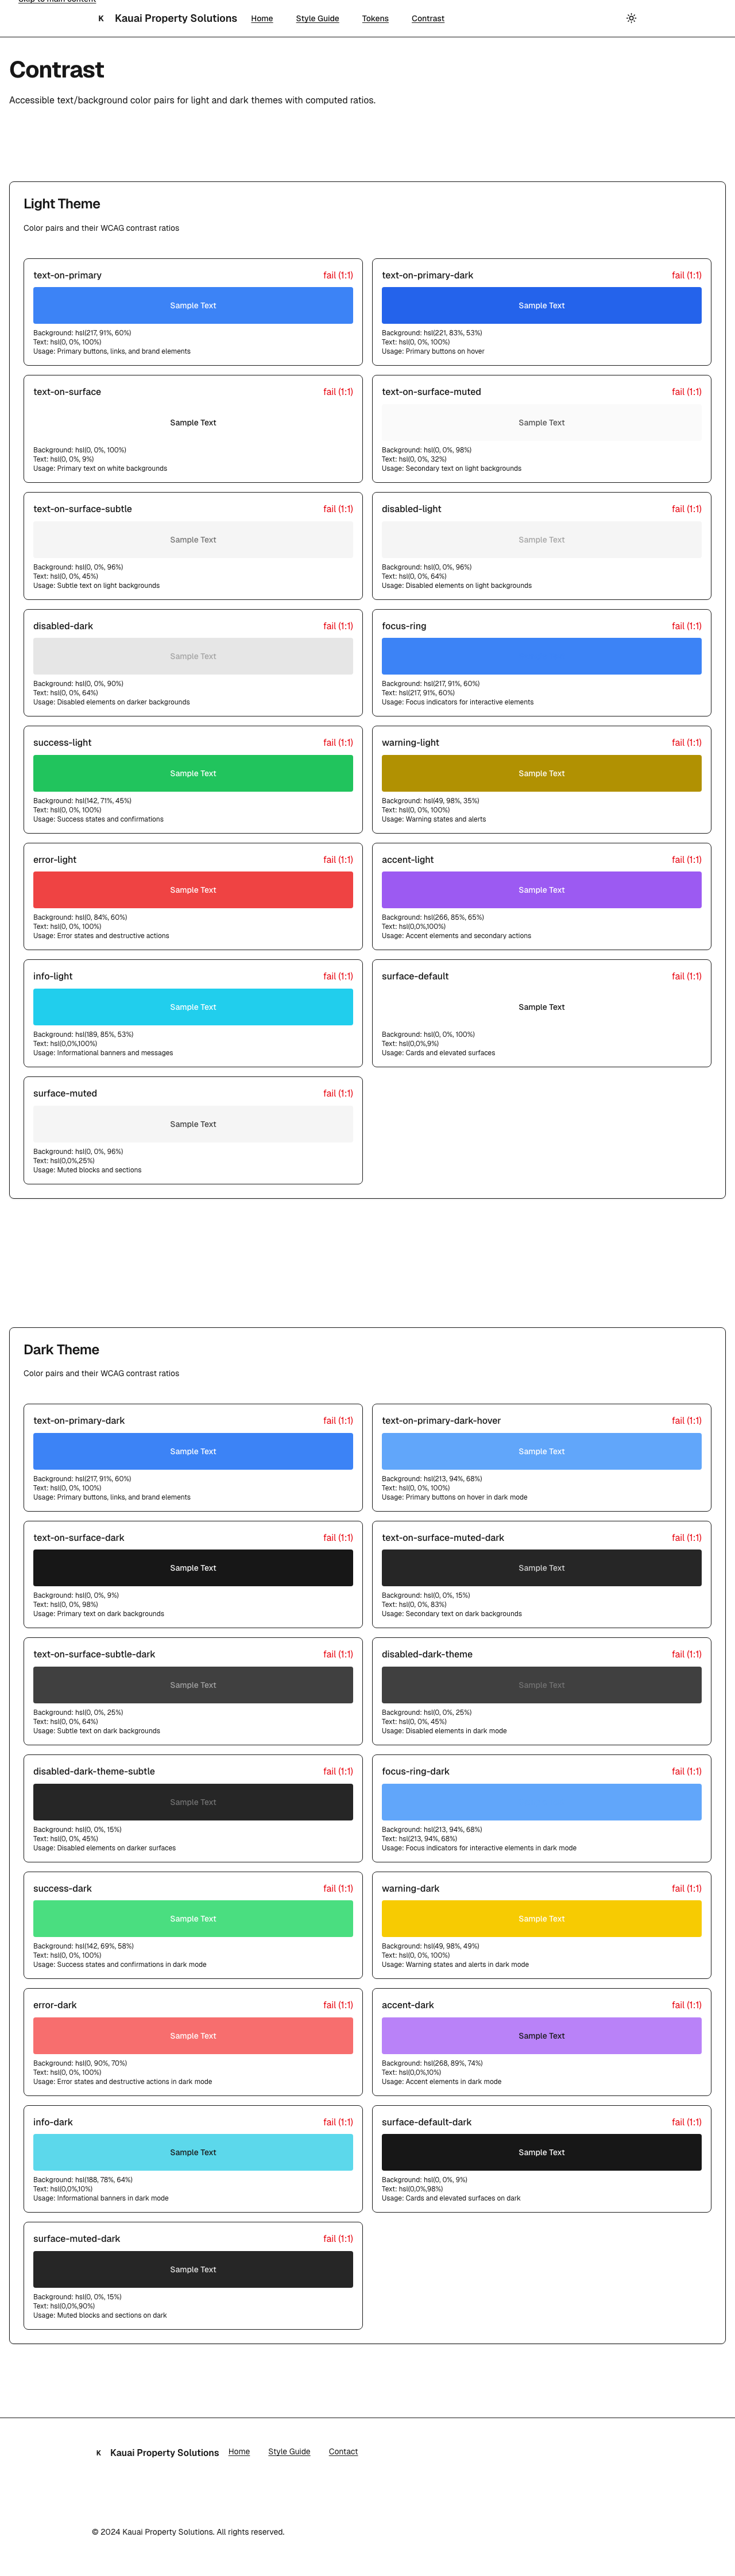 Skip to main content
K Kauai Property Solutions Home Style Guide Tokens Contrast
Contrast
Accessible text/background color pairs for light and dark themes with computed ratios.
Light Theme
Color pairs and their WCAG contrast ratios
text-on-primary fail (1:1)
Sample Text
Background: hsl(217, 91%, 60%)
Text: hsl(0, 0%, 100%)
Usage: Primary buttons, links, and brand elements
text-on-primary-dark fail (1:1)
Sample Text
Background: hsl(221, 83%, 53%)
Text: hsl(0, 0%, 100%)
Usage: Primary buttons on hover
text-on-surface fail (1:1)
Sample Text
Background: hsl(0, 0%, 100%)
Text: hsl(0, 0%, 9%)
Usage: Primary text on white backgrounds
text-on-surface-muted fail (1:1)
Sample Text
Background: hsl(0, 0%, 98%)
Text: hsl(0, 0%, 32%)
Usage: Secondary text on light backgrounds
text-on-surface-subtle fail (1:1)
Sample Text
Background: hsl(0, 0%, 96%)
Text: hsl(0, 0%, 45%)
Usage: Subtle text on light backgrounds
disabled-light fail (1:1)
Sample Text
Background: hsl(0, 0%, 96%)
Text: hsl(0, 0%, 64%)
Usage: Disabled elements on light backgrounds
disabled-dark fail (1:1)
Sample Text
Background: hsl(0, 0%, 90%)
Text: hsl(0, 0%, 64%)
Usage: Disabled elements on darker backgrounds
focus-ring fail (1:1)
Background: hsl(217, 91%, 60%)
Text: hsl(217, 91%, 60%)
Usage: Focus indicators for interactive elements
success-light fail (1:1)
Sample Text
Background: hsl(142, 71%, 45%)
Text: hsl(0, 0%, 100%)
Usage: Success states and confirmations
warning-light fail (1:1)
Sample Text
Background: hsl(49, 98%, 35%)
Text: hsl(0, 0%, 100%)
Usage: Warning states and alerts
error-light fail (1:1)
Sample Text
Background: hsl(0, 84%, 60%)
Text: hsl(0, 0%, 100%)
Usage: Error states and destructive actions
accent-light fail (1:1)
Sample Text
Background: hsl(266, 85%, 65%)
Text: hsl(0,0%,100%)
Usage: Accent elements and secondary actions
info-light fail (1:1)
Sample Text
Background: hsl(189, 85%, 53%)
Text: hsl(0,0%,100%)
Usage: Informational banners and messages
surface-default fail (1:1)
Sample Text
Background: hsl(0, 0%, 100%)
Text: hsl(0,0%,9%)
Usage: Cards and elevated surfaces
surface-muted fail (1:1)
Sample Text
Background: hsl(0, 0%, 96%)
Text: hsl(0,0%,25%)
Usage: Muted blocks and sections
Dark Theme
Color pairs and their WCAG contrast ratios
text-on-primary-dark fail (1:1)
Sample Text
Background: hsl(217, 91%, 60%)
Text: hsl(0, 0%, 100%)
Usage: Primary buttons, links, and brand elements
text-on-primary-dark-hover fail (1:1)
Sample Text
Background: hsl(213, 94%, 68%)
Text: hsl(0, 0%, 100%)
Usage: Primary buttons on hover in dark mode
text-on-surface-dark fail (1:1)
Sample Text
Background: hsl(0, 0%, 9%)
Text: hsl(0, 0%, 98%)
Usage: Primary text on dark backgrounds
text-on-surface-muted-dark fail (1:1)
Sample Text
Background: hsl(0, 0%, 15%)
Text: hsl(0, 0%, 83%)
Usage: Secondary text on dark backgrounds
text-on-surface-subtle-dark fail (1:1)
Sample Text
Background: hsl(0, 0%, 25%)
Text: hsl(0, 0%, 64%)
Usage: Subtle text on dark backgrounds
disabled-dark-theme fail (1:1)
Sample Text
Background: hsl(0, 0%, 25%)
Text: hsl(0, 0%, 45%)
Usage: Disabled elements in dark mode
disabled-dark-theme-subtle fail (1:1)
Sample Text
Background: hsl(0, 0%, 15%)
Text: hsl(0, 0%, 45%)
Usage: Disabled elements on darker surfaces
focus-ring-dark fail (1:1)
Background: hsl(213, 94%, 68%)
Text: hsl(213, 94%, 68%)
Usage: Focus indicators for interactive elements in dark mode
success-dark fail (1:1)
Sample Text
Background: hsl(142, 69%, 58%)
Text: hsl(0, 0%, 100%)
Usage: Success states and confirmations in dark mode
warning-dark fail (1:1)
Sample Text
Background: hsl(49, 98%, 49%)
Text: hsl(0, 0%, 100%)
Usage: Warning states and alerts in dark mode
error-dark fail (1:1)
Sample Text
Background: hsl(0, 90%, 70%)
Text: hsl(0, 0%, 100%)
Usage: Error states and destructive actions in dark mode
accent-dark fail (1:1)
Sample Text
Background: hsl(268, 89%, 74%)
Text: hsl(0,0%,10%)
Usage: Accent elements in dark mode
info-dark fail (1:1)
Sample Text
Background: hsl(188, 78%, 64%)
Text: hsl(0,0%,10%)
Usage: Informational banners in dark mode
surface-default-dark fail (1:1)
Sample Text
Background: hsl(0, 0%, 9%)
Text: hsl(0,0%,98%)
Usage: Cards and elevated surfaces on dark
surface-muted-dark fail (1:1)
Sample Text
Background: hsl(0, 0%, 15%)
Text: hsl(0,0%,90%)
Usage: Muted blocks and sections on dark
K Kauai Property Solutions Home Style Guide Contact
© 2024 Kauai Property Solutions. All rights reserved.